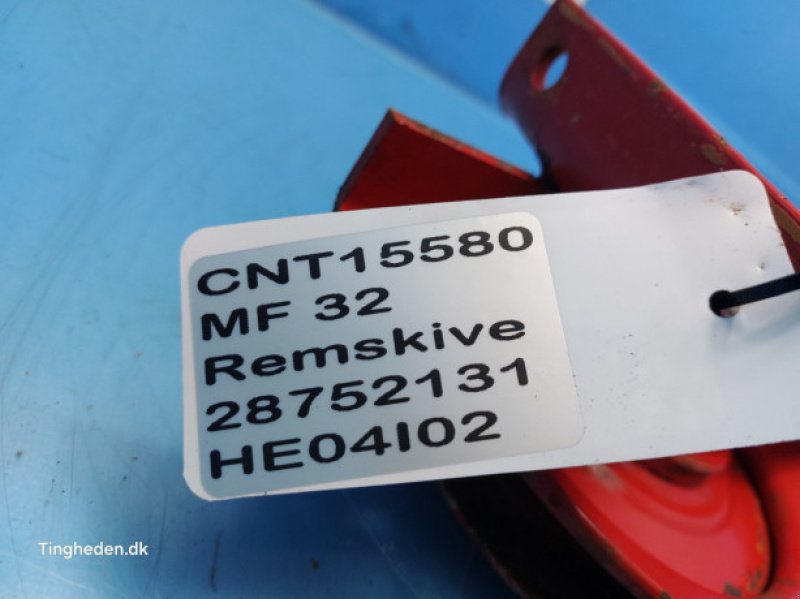 CNT15580
MF 32
Remskive
28752131
HE04I02
Tingheden.dk